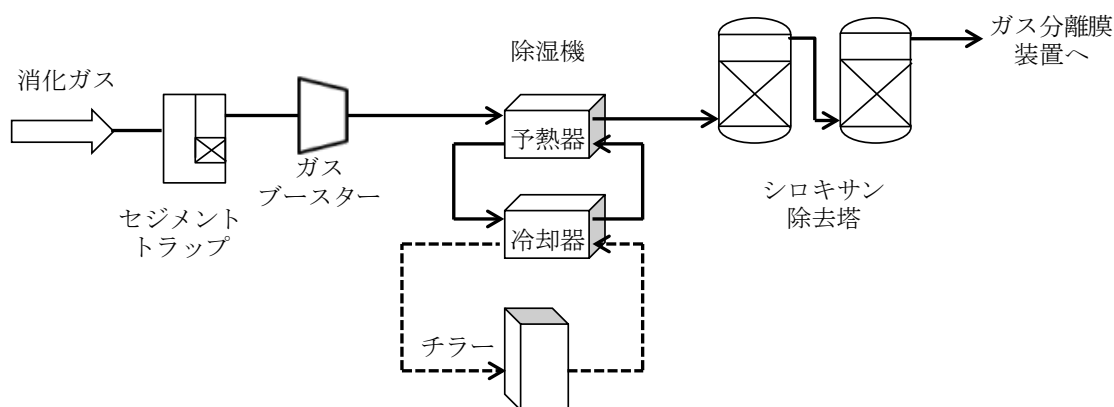 消化ガス
セジメント
トラップ
ガス
ブースター
除湿機
予熱器
冷却器
チラー
シロキサン
除去塔
ガス分離膜
装置へ